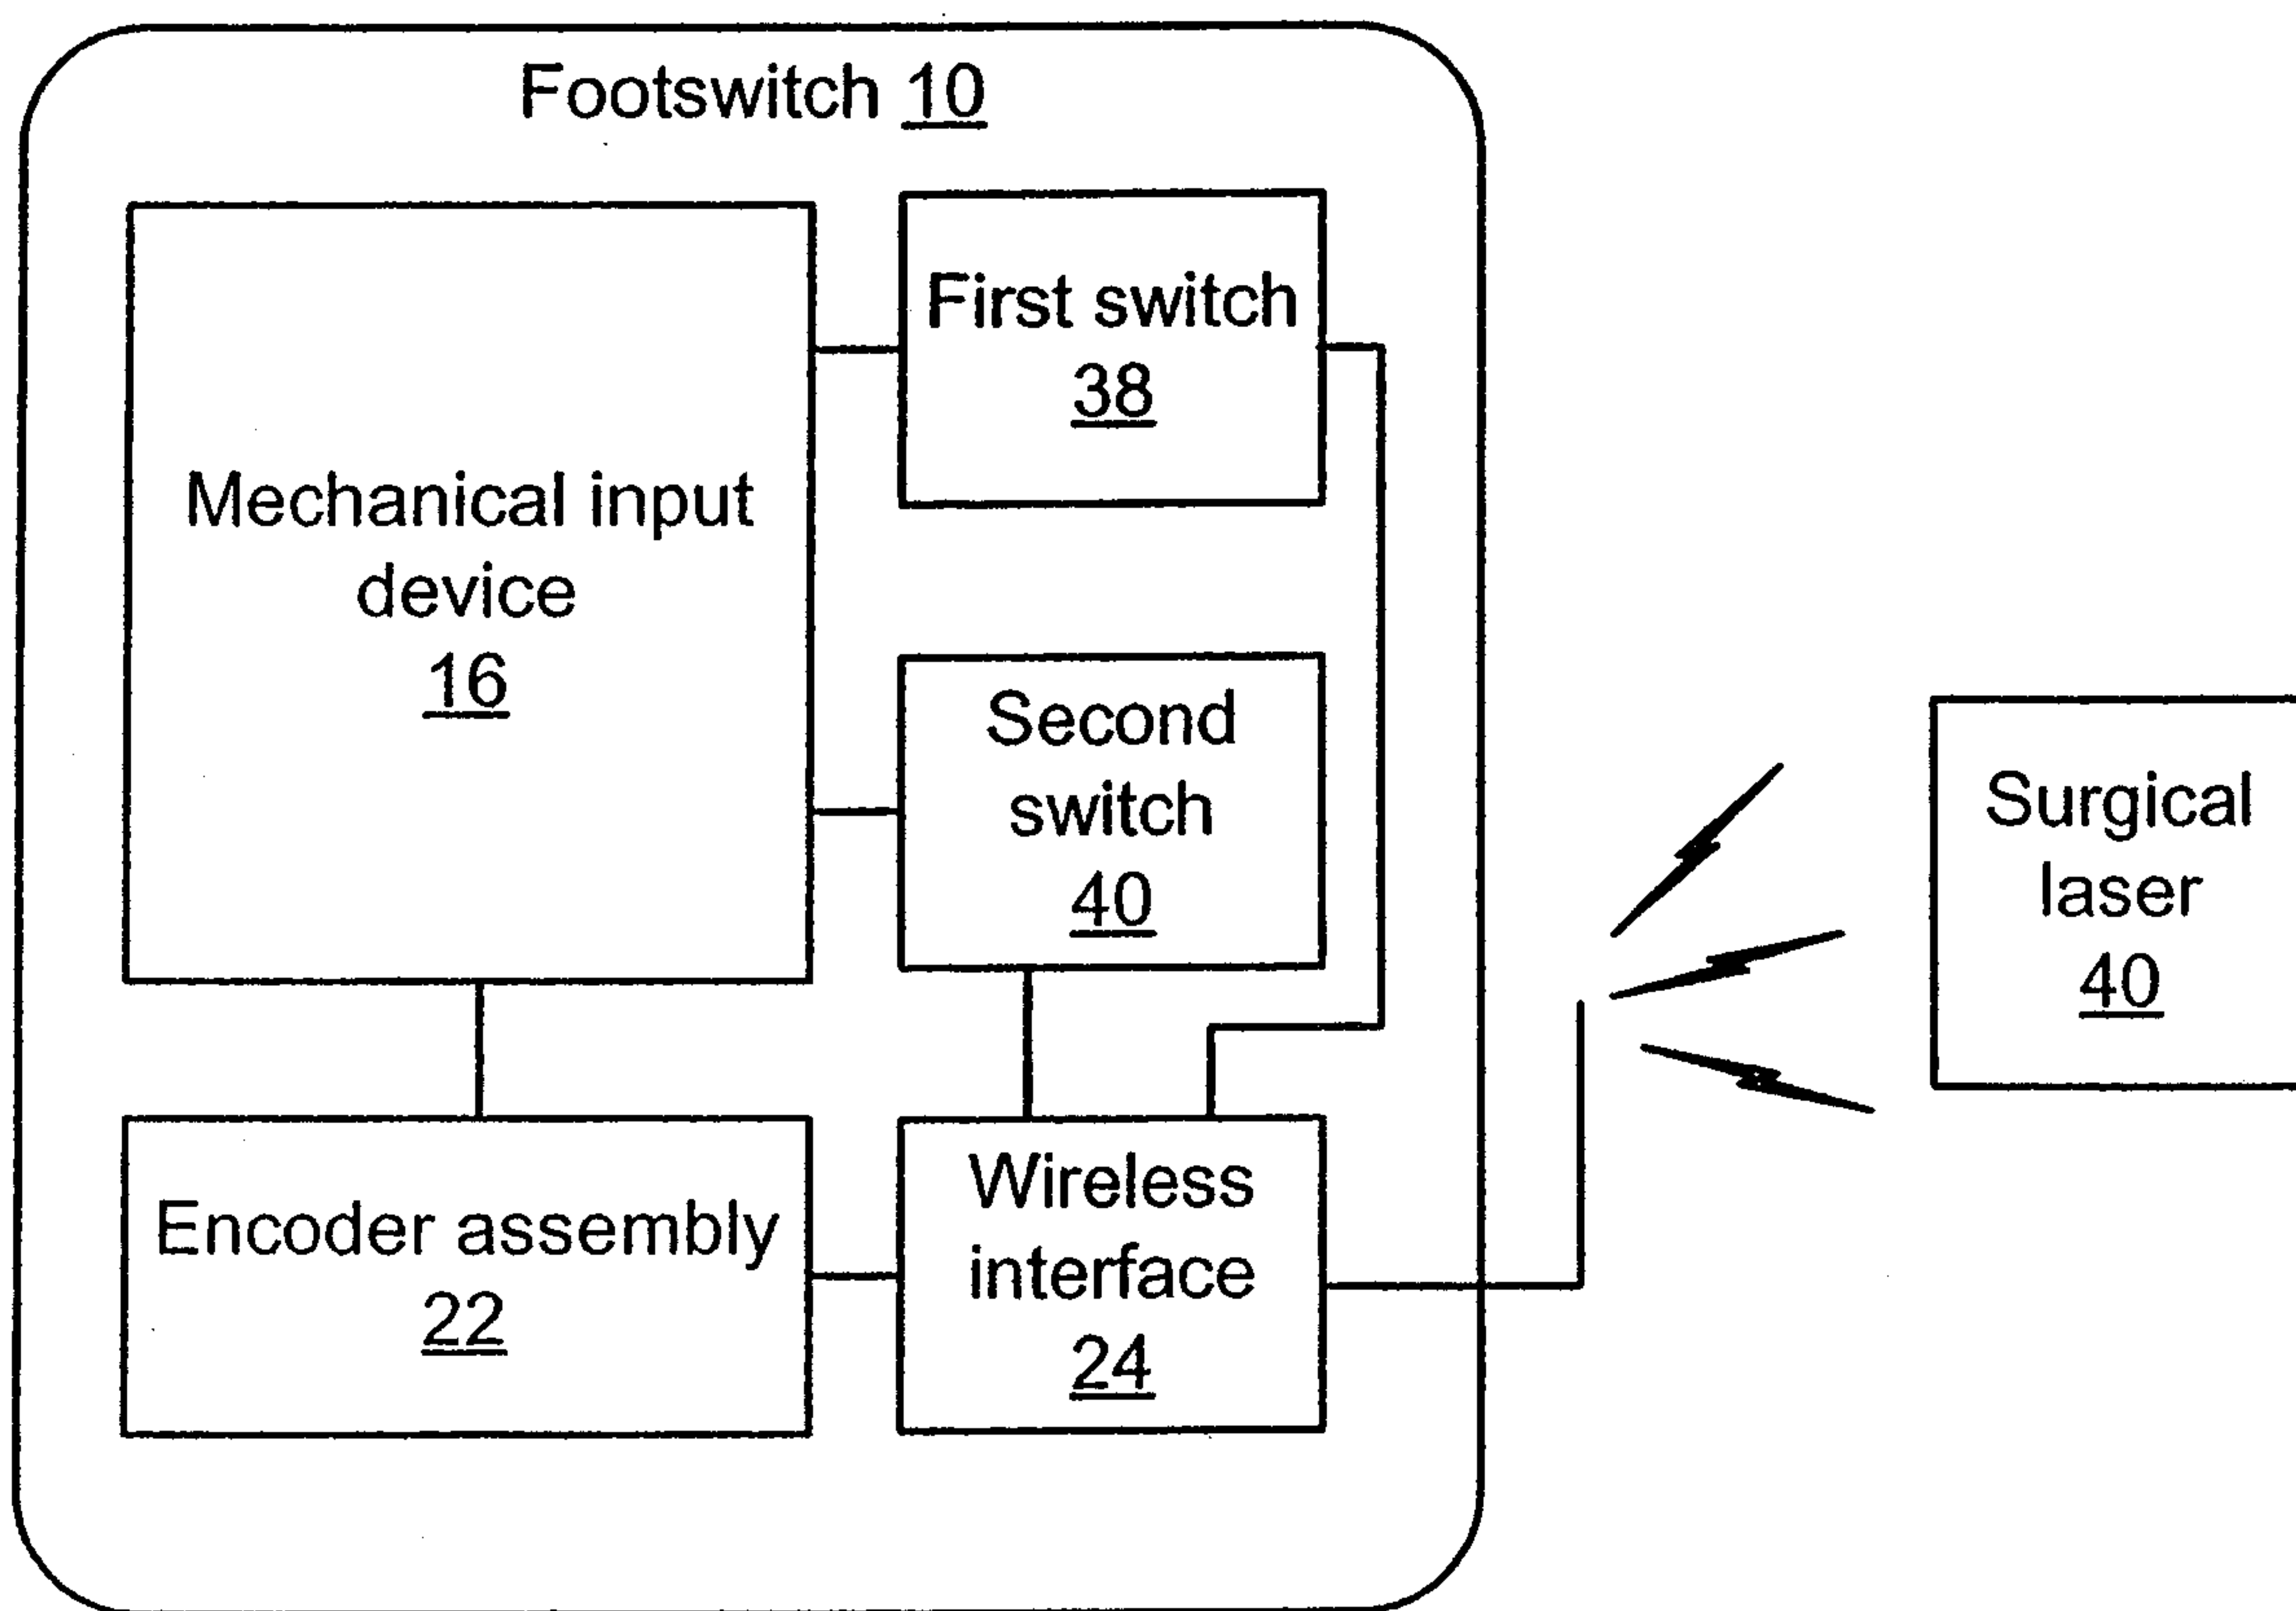 Footswitch 10
First switch
38
Mechanical input
device
16
Second
switch
40
Surgical
laser
40
Encoder assembly
22
Wireless
interface
24